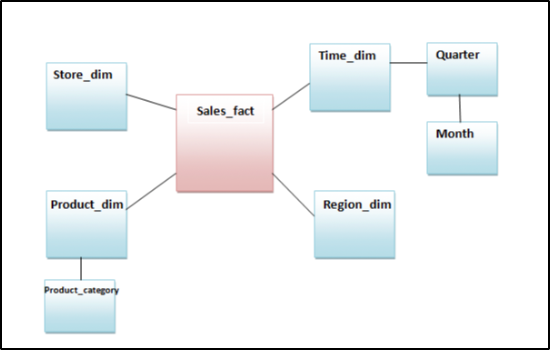 Store_dim
Sales_fact
Time_dim
Quarter
Month
Product_dim
Product_category
Region_dim